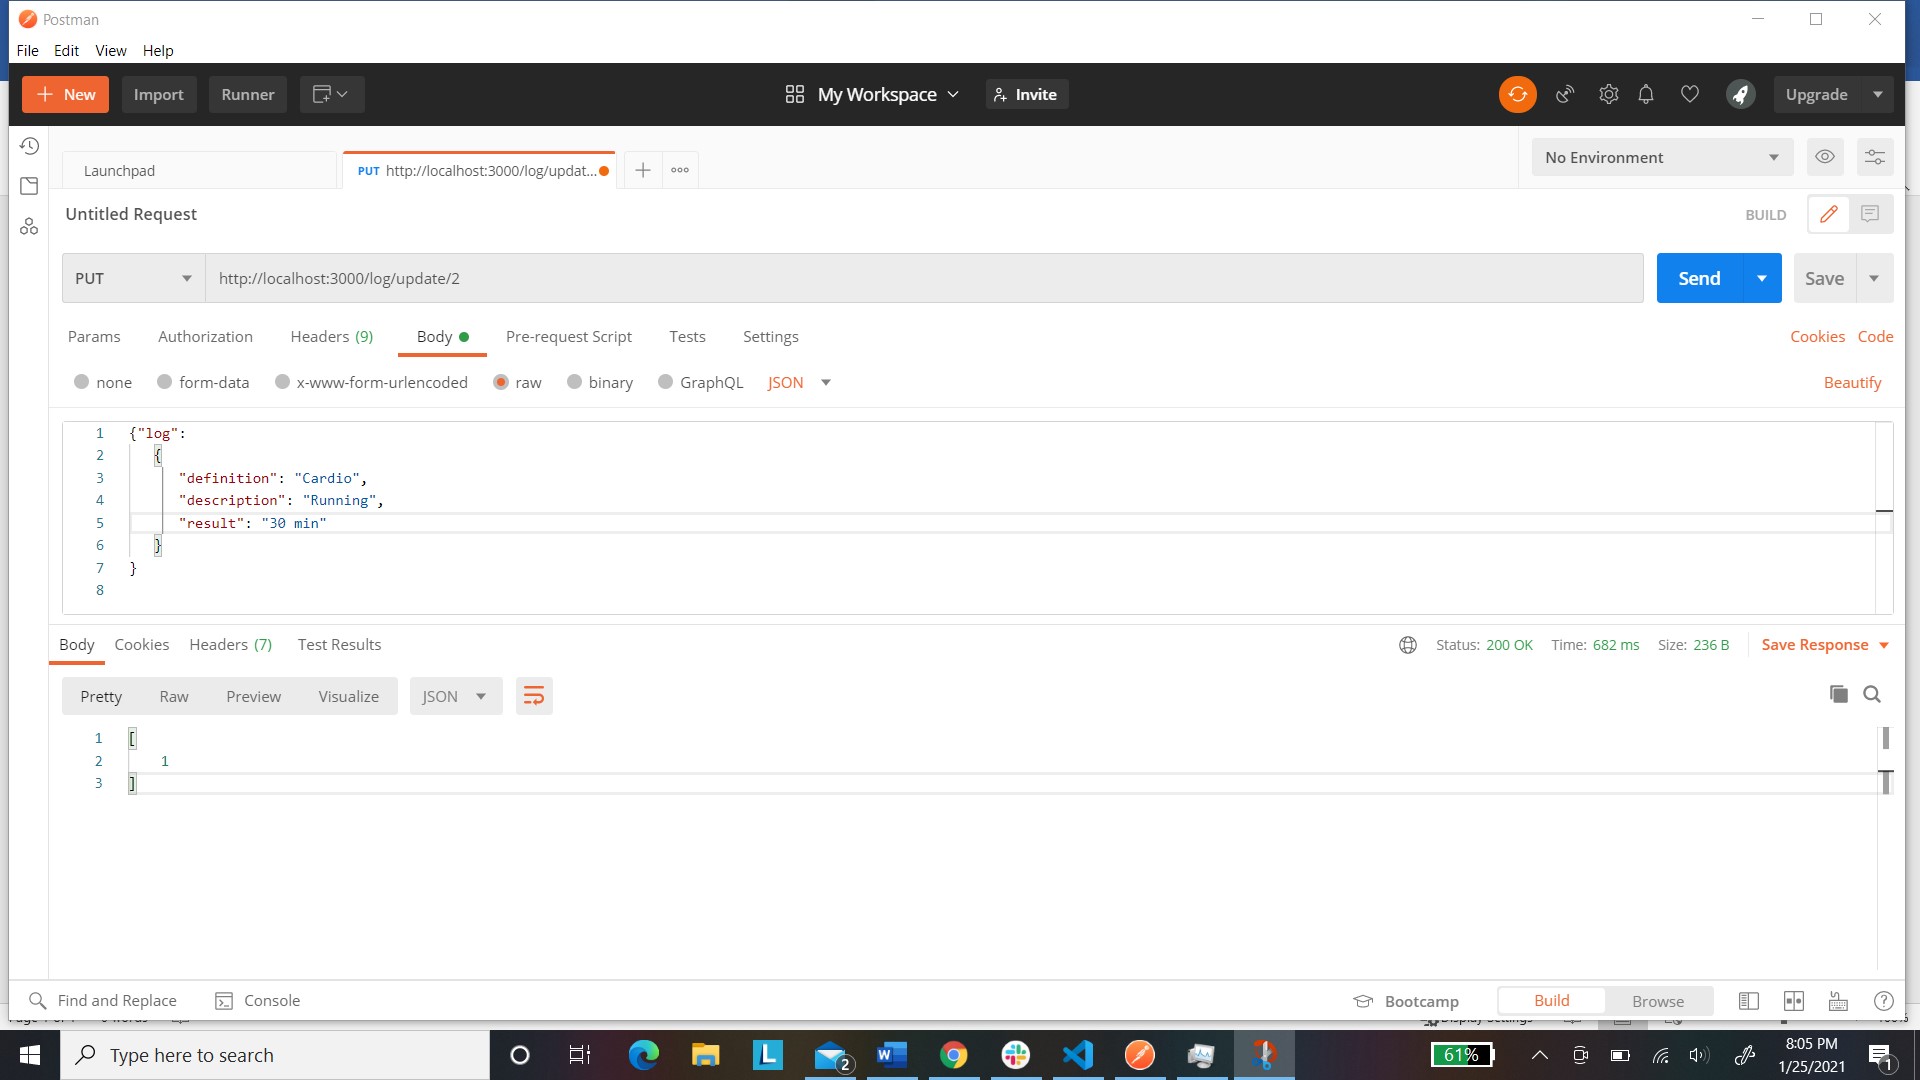 Postman
File Edit View Help
New Import Runner My Workspace Invite Upgrade
Launchpad PUT http://localhost:3000/log/updat... No Environment
Untitled Request BUILD
PUT http://localhost:3000/log/update/2 Send Save
Params Authorization Headers (9) Body Pre-request Script Tests Settings Cookies Code
none form-data x-www-form-urlencoded raw binary GraphQL JSON Beautify
1 {"log":
2 {
3 "definition": "Cardio",
4 "description": "Running",
5 "result": "30 min"
6 }
7 }
8
Body Cookies Headers (7) Test Results Status: 200 OK Time: 682 ms Size: 236 B Save Response
Pretty Raw Preview Visualize JSON
1 [
2 1
3 ]
Find and Replace Console Bootcamp Build Browse
Type here to search 2 61% 8:05 PM
1/25/2021 1